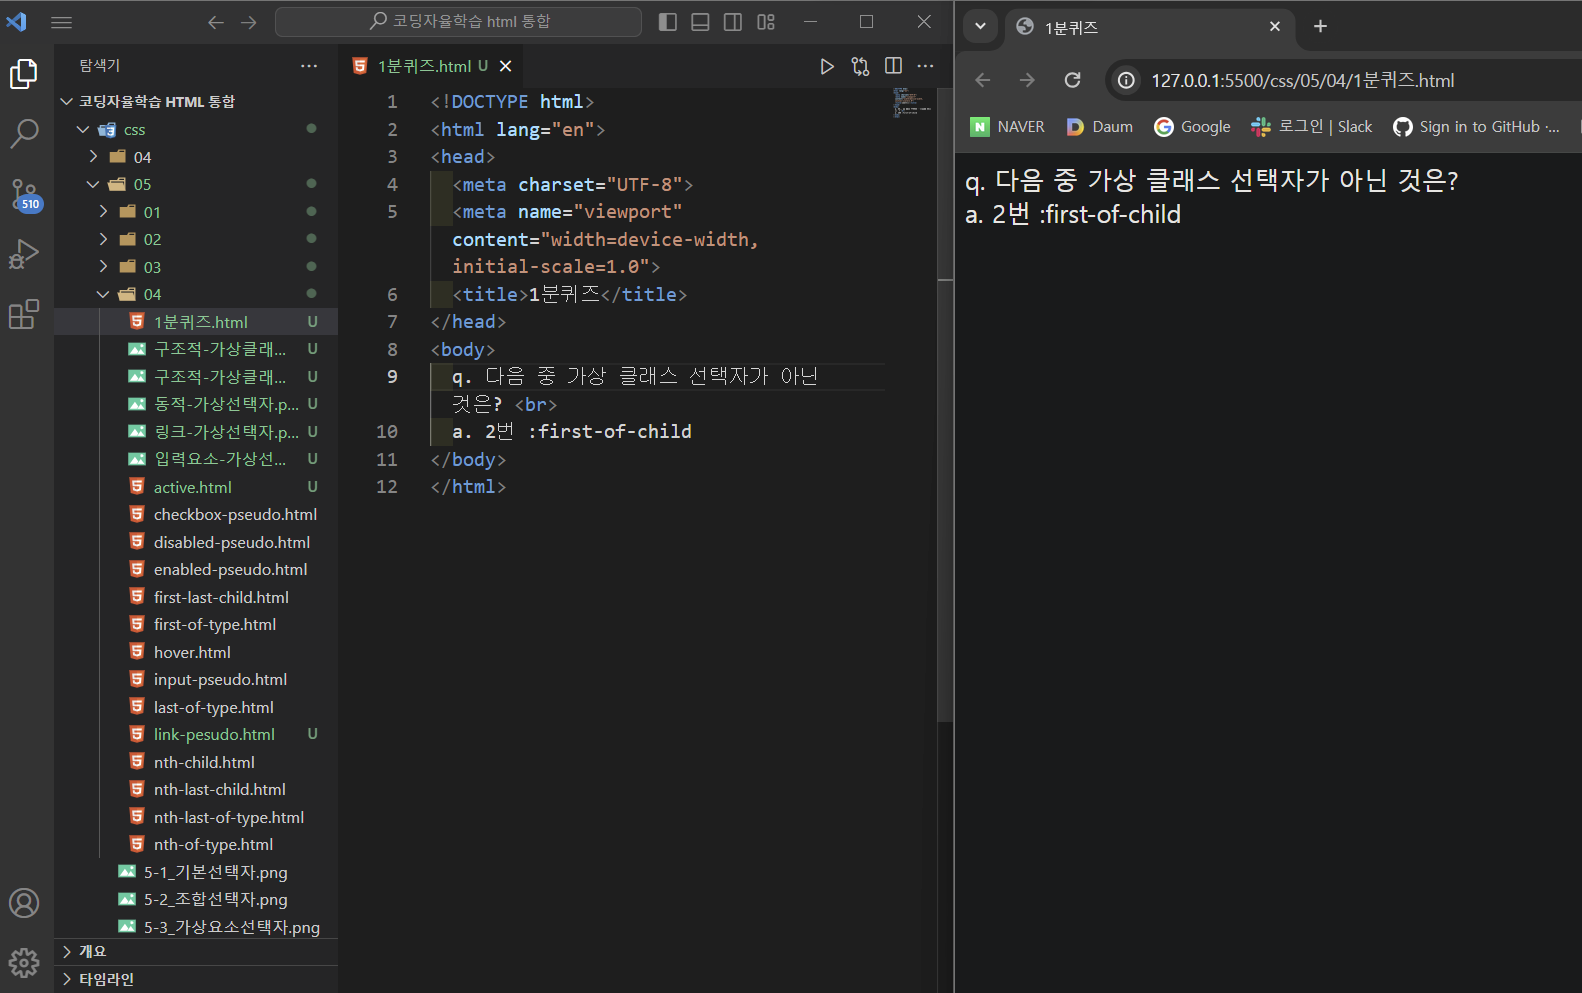 코딩자율학습 html 통합
탐색기
코딩자율학습 HTML 통합
css
04
05
01
02
03
04
1분퀴즈.html U
구조적-가상클래... U
구조적-가상클래... U
동적-가상선택자.p... U
링크-가상선택자.p... U
입력요소-가상선... U
active.html U
checkbox-pseudo.html
disabled-pseudo.html
enabled-pseudo.html
first-last-child.html
first-of-type.html
hover.html
input-pseudo.html
last-of-type.html
link-pesudo.html U
nth-child.html
nth-last-child.html
nth-last-of-type.html
nth-of-type.html
5-1_기본선택자.png
5-2_조합선택자.png
5-3_가상요소선택자.png
개요
타임라인
510
1분퀴즈.html U
1 <!DOCTYPE html>
2 <html lang="en">
3 <head>
4 <meta charset="UTF-8">
5 <meta name="viewport"
content="width=device-width,
initial-scale=1.0">
6 <title>1분퀴즈</title>
7 </head>
8 <body>
9 q. 다음 중 가상 클래스 선택자가 아닌
것은? <br>
10 a. 2번 :first-of-child
11 </body>
12 </html>
1분퀴즈
127.0.0.1:5500/css/05/04/1분퀴즈.html
NAVER Daum Google 로그인 | Slack Sign in to GitHub ·...
q. 다음 중 가상 클래스 선택자가 아닌 것은?
a. 2번 :first-of-child